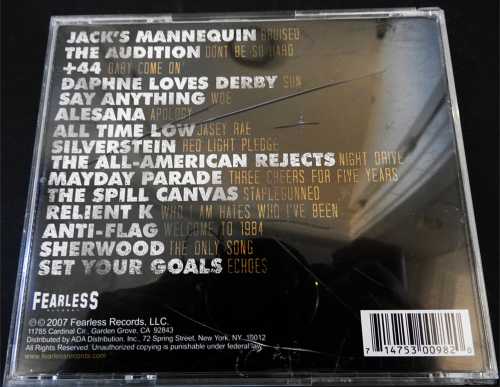 JACK'S MANNEQUIN BRUISED
THE AUDITION DONT BE SO HARD
+44 BABY COME ON
DAPHNE LOVES DERBY SUN
SAY ANYTHING WOE
ALESANA APOLOGY
ALL TIME LOW JASEY RAE
SILVERSTEIN RED LIGHT PLEDGE
THE ALL-AMERICAN REJECTS NIGHT DRIVE
MAYDAY PARADE THREE CHEERS FOR FIVE YEARS
THE SPILL CANVAS STAPLEGUNNED
RELIENT K WHO I AM HATES WHO I'VE BEEN
ANTI-FLAG WELCOME TO 1984
SHERWOOD THE ONLY SONG
SET YOUR GOALS ECHOES
FEARLESS
RECORDS
℗© 2007 Fearless Records, LLC.
11785 Cardinal Cir., Garden Grove, CA 92843
Distributed by ADA Distribution. Inc., 72 Spring Street, New York, NY. 10012
All Rights Reserved. Unauthorized copying is punishable under federal law.
www.fearlessrecords.com
7 14753 00982 8